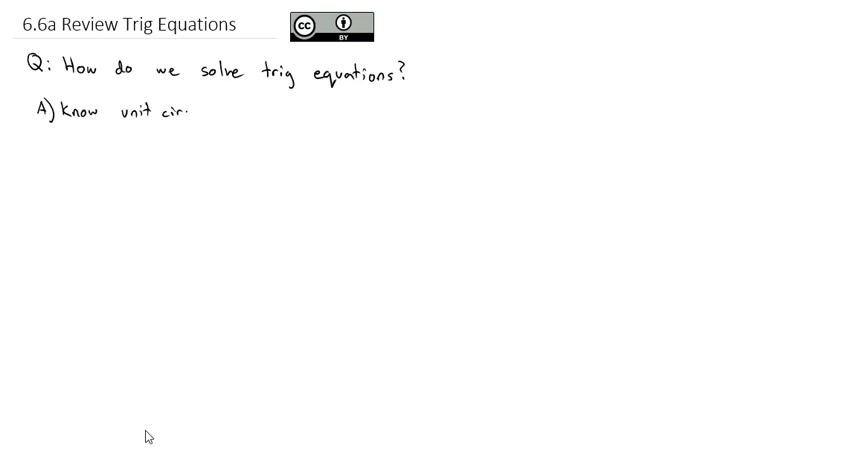 6.6a Review Trig Equations
cc BY
Q: How do we solve trig equations?
A) Know unit cir.